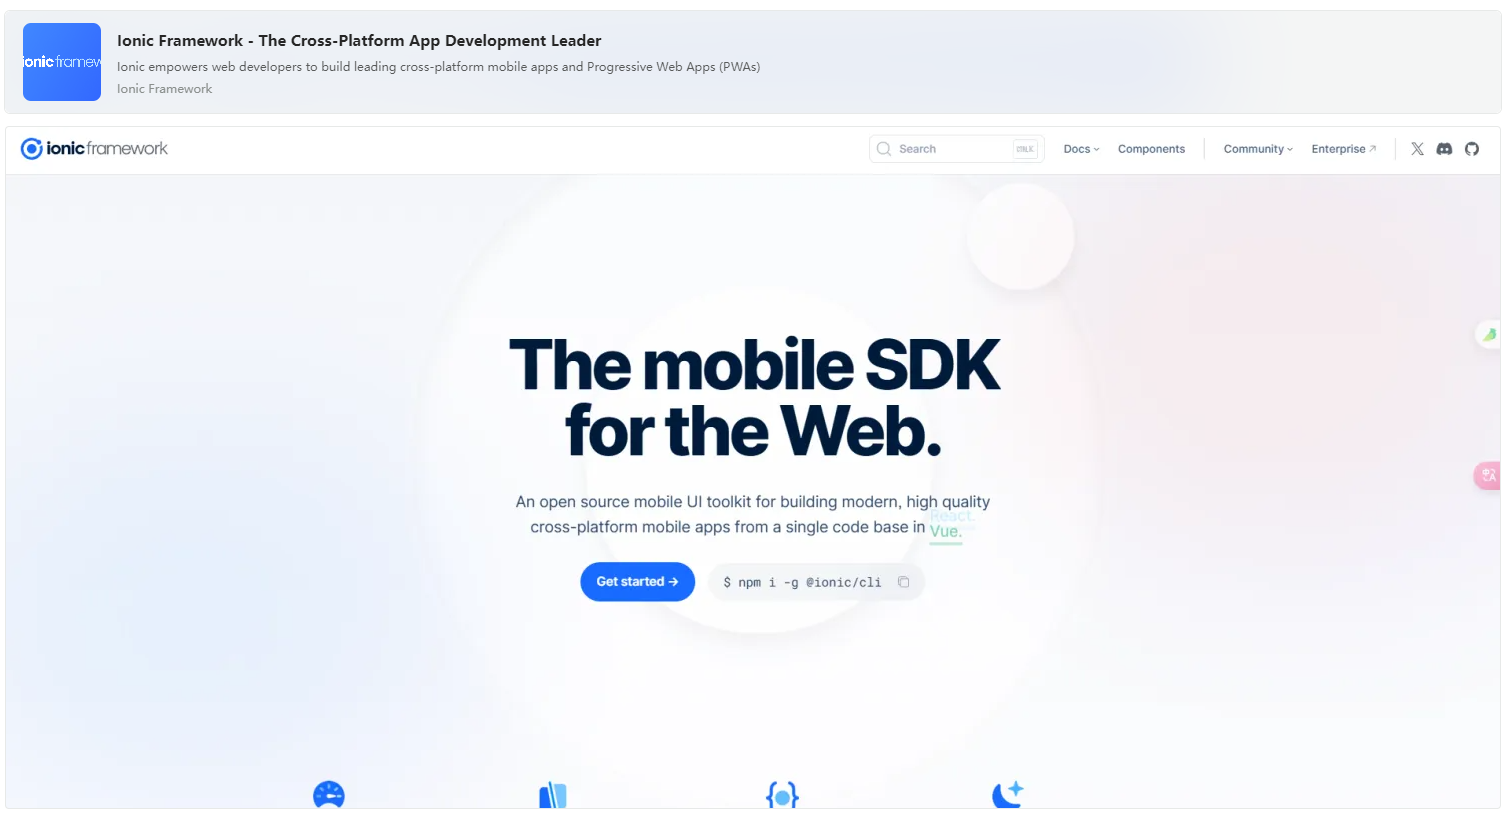 Ionic Framework - The Cross-Platform App Development Leader
Ionic empowers web developers to build leading cross-platform mobile apps and Progressive Web Apps (PWAs)
Ionic Framework
ionic framew
ionic framework
Search
Docs
Components
Community
Enterprise
The mobile SDK
for the Web.
An open source mobile UI toolkit for building modern, high quality
cross-platform mobile apps from a single code base in
React.
Vue.
Get started →
$ npm i -g @ionic/cli